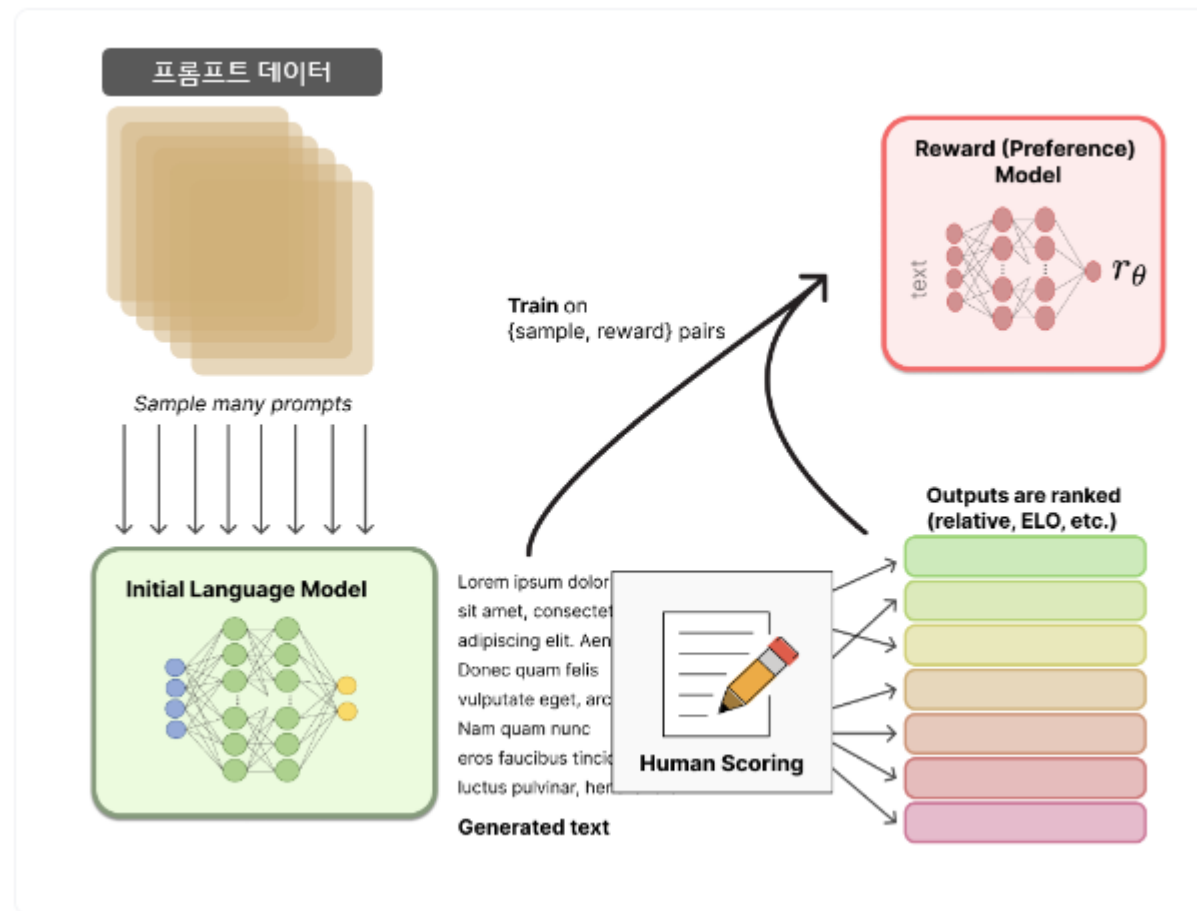 프롬프트 데이터
Sample many prompts
Initial Language Model
Lorem ipsum dolor
sit amet, consectet
adipiscing elit. Aen
Donec quam felis
vulputate eget, arc
Nam quam nunc
eros faucibus tincid
luctus pulvinar, her
Generated text
Human Scoring
Train on
{sample, reward} pairs
Reward (Preference)
Model
text
rθ
Outputs are ranked
(relative, ELO, etc.)